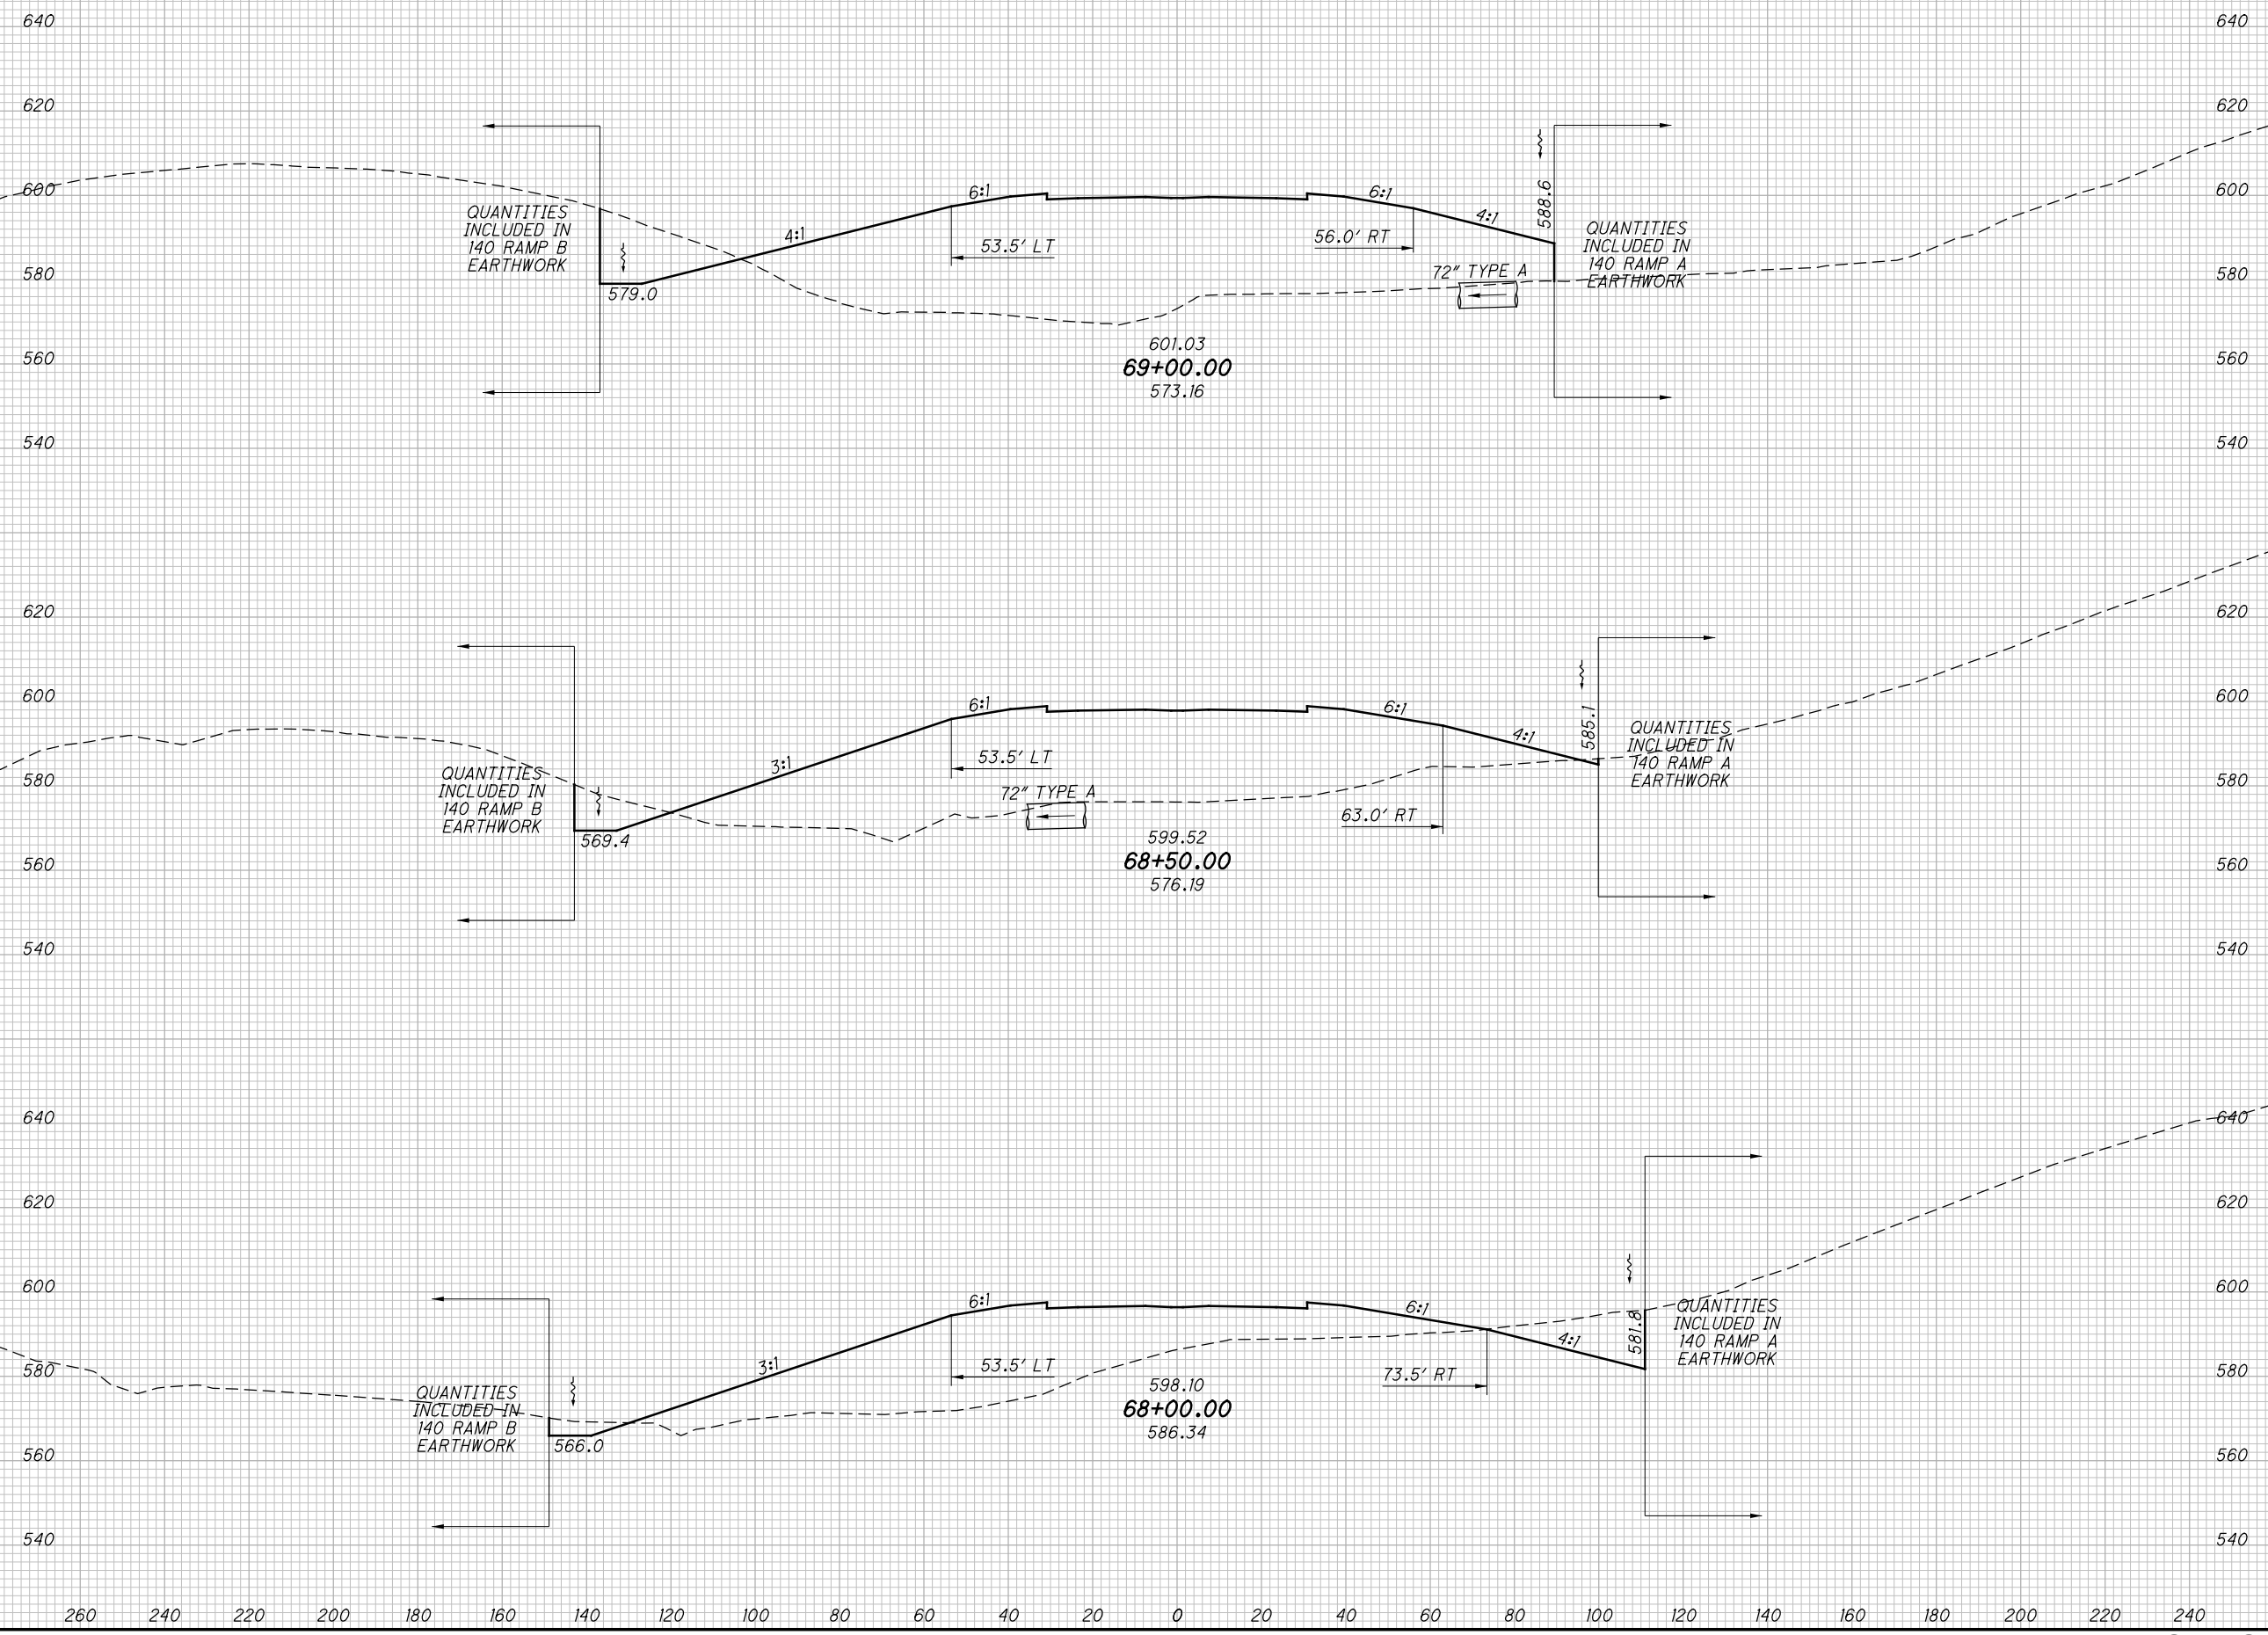 640 640
620 620
6:1 6:1
600 600
588.6
QUANTITIES
INCLUDED IN
140 RAMP B
EARTHWORK
4:1 4:1
QUANTITIES
INCLUDED IN
140 RAMP A
EARTHWORK
53.5' LT
56.0' RT
580 580
72" TYPE A
579.0
601.03
69+00.00
573.16
560 560
540 540
620 620
600 600
6:1 6:1
585.1
4:1
QUANTITIES
INCLUDED IN
140 RAMP A
EARTHWORK
53.5' LT
3:1
QUANTITIES
INCLUDED IN
140 RAMP B
EARTHWORK
580 580
72" TYPE A
63.0' RT
569.4
599.52
68+50.00
576.19
560 560
540 540
640 640
620 620
600 600
6:1 6:1
581.8
4:1
QUANTITIES
INCLUDED IN
140 RAMP A
EARTHWORK
3:1
53.5' LT
73.5' RT
580 580
QUANTITIES
INCLUDED IN
140 RAMP B
EARTHWORK
566.0
598.10
68+00.00
586.34
560 560
540 540
260 240 220 200 180 160 140 120 100 80 60 40 20 0 20 40 60 80 100 120 140 160 180 200 220 240